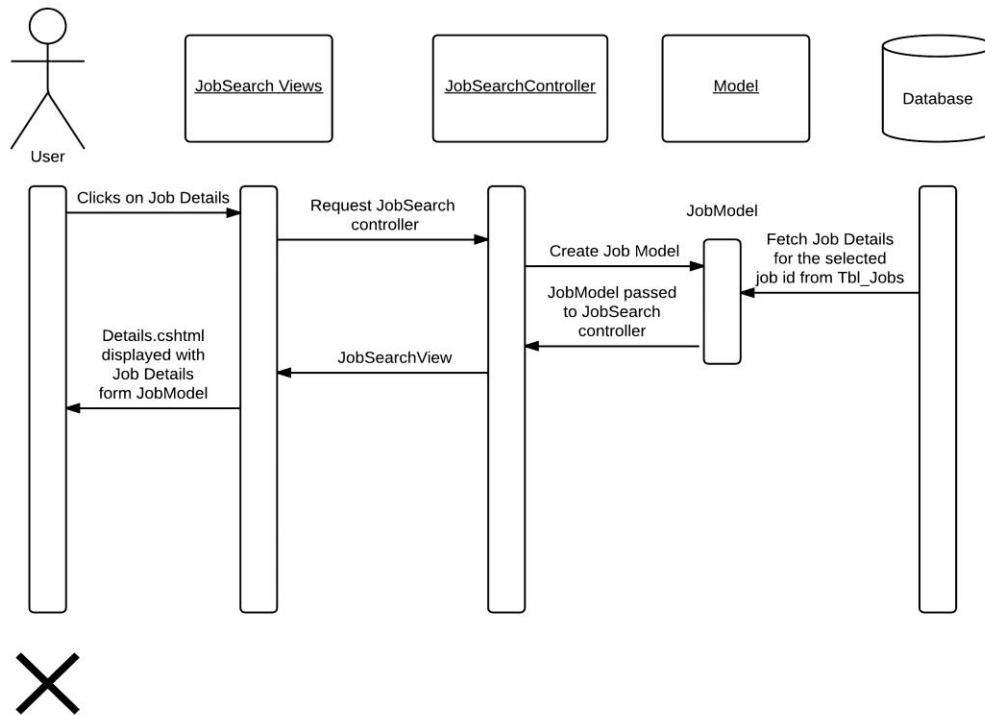 JobSearch Views
JobSearchController
Model
Database
User
Clicks on Job Details
Request JobSearch
controller
JobModel
Create Job Model
Fetch Job Details
for the selected
job id from Tbl_Jobs
JobModel passed
to JobSearch
controller
JobSearchView
Details.cshtml
displayed with
Job Details
form JobModel